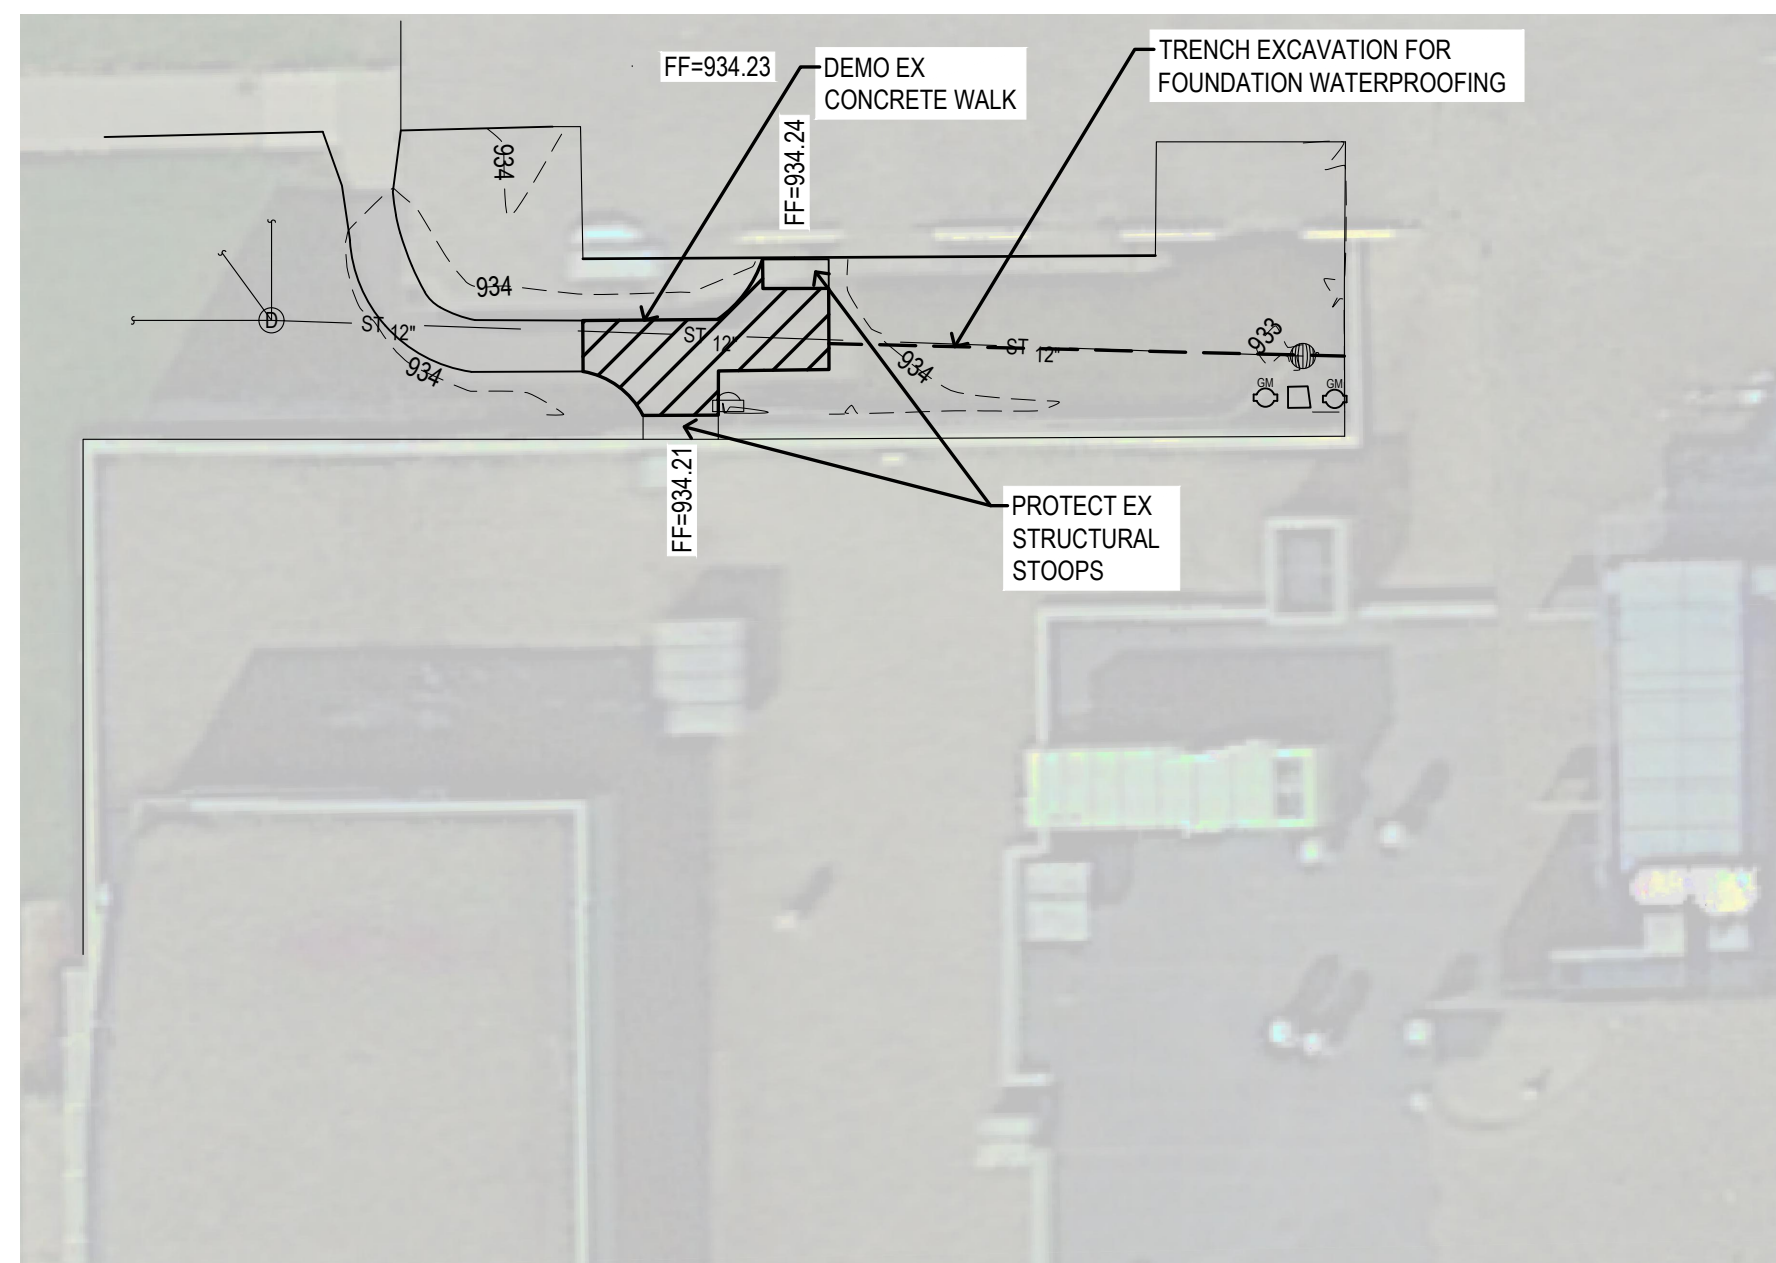 TRENCH EXCAVATION FOR
FOUNDATION WATERPROOFING
FF=934.23
DEMO EX
CONCRETE WALK
FF=934.24
934
934
D
ST 12"
ST 12"
ST 12"
933
934
934
GM
GM
FF=934.21
PROTECT EX
STRUCTURAL
STOOPS